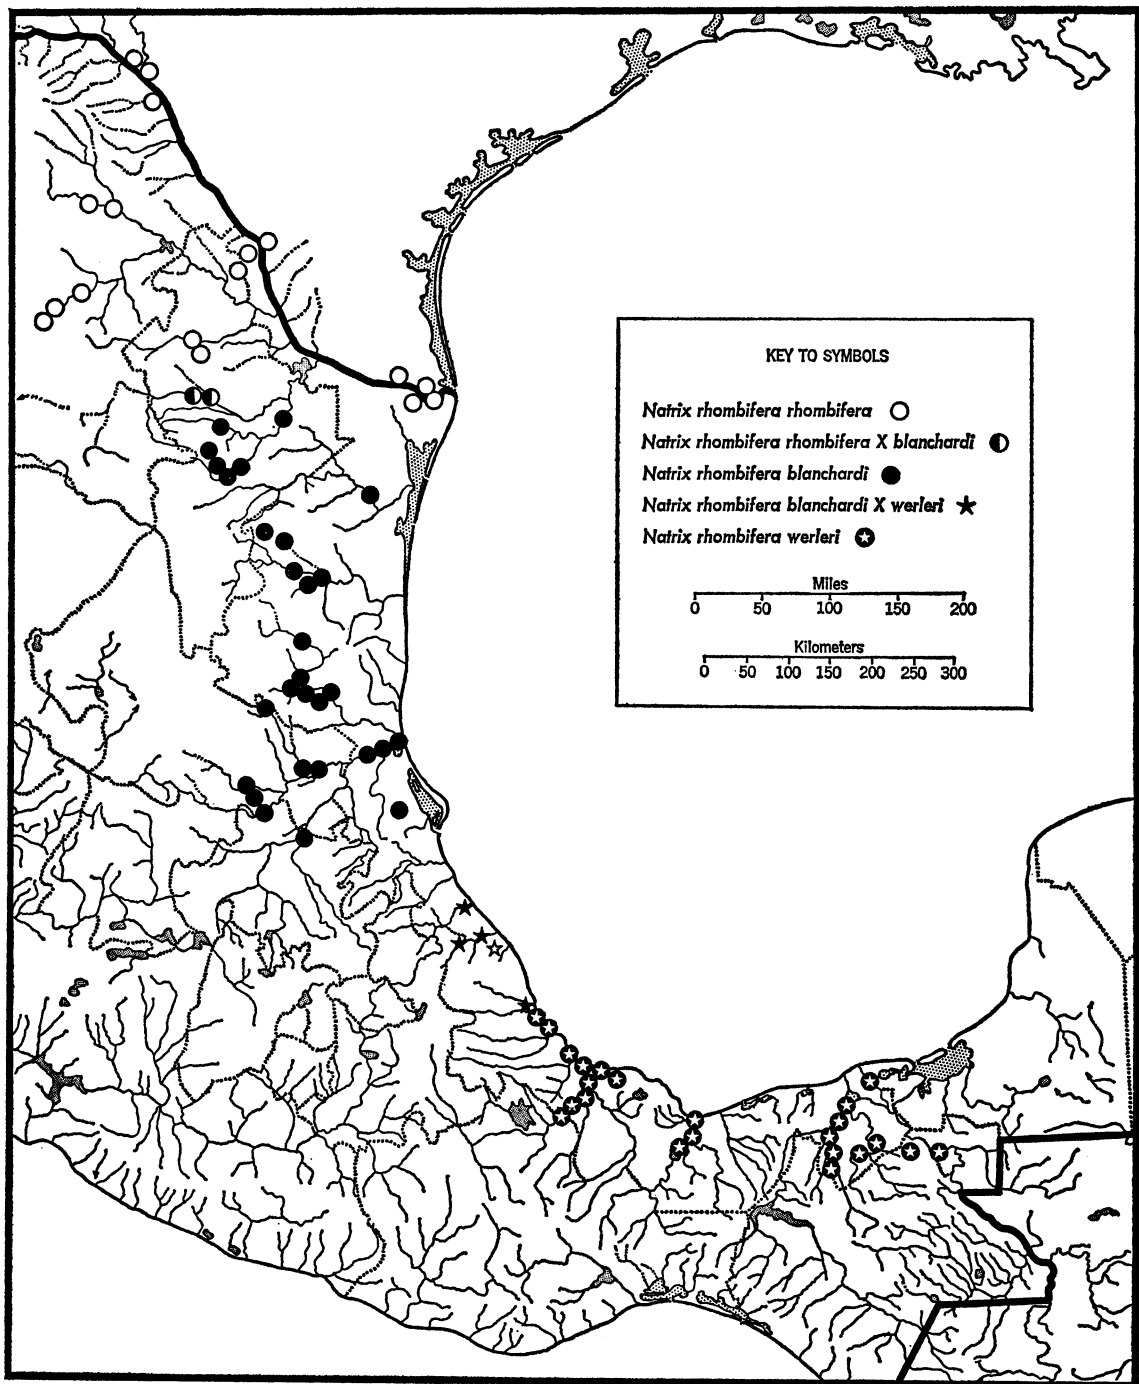 KEY TO SYMBOLS
Natrix rhombifera rhombifera
Natrix rhombifera rhombifera X blanchardi
Natrix rhombifera blanchardi
Natrix rhombifera blanchardi X werleri
Natrix rhombifera werleri
Miles
0 50 100 150 200
Kilometers
0 50 100 150 200 250 300